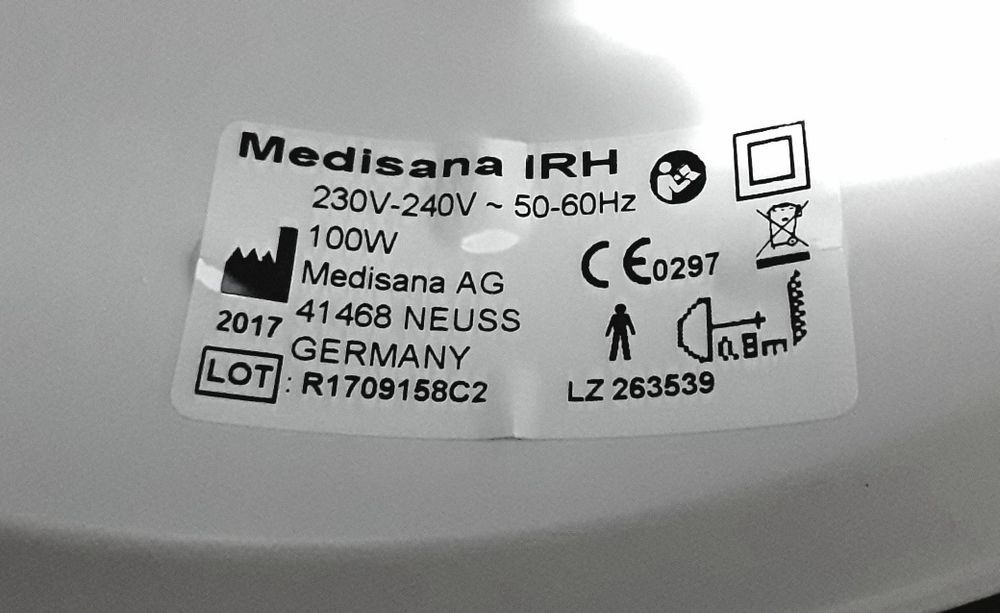 Medisana IRH
230V-240V ~ 50-60Hz
100W
Medisana AG
41468 NEUSS
GERMANY
2017
LOT : R1709158C2
CE0297
0,8m
LZ 263539